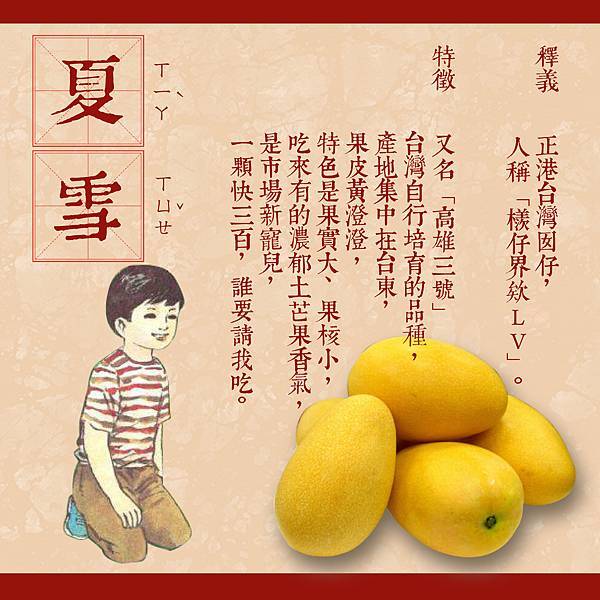 釋義
正港台灣囡仔，
人稱「檨仔界欸LV」。
特徵
又名「高雄三號」
台灣自行培育的品種，
產地集中在台東，
果皮黃澄澄，
特色是果實大、果核小，
吃來有的濃郁土芒果香氣，
是市場新寵兒，
一顆快三百，誰要請我吃。
夏 ㄒㄧㄚˋ
雪 ㄒㄩㄝˇ